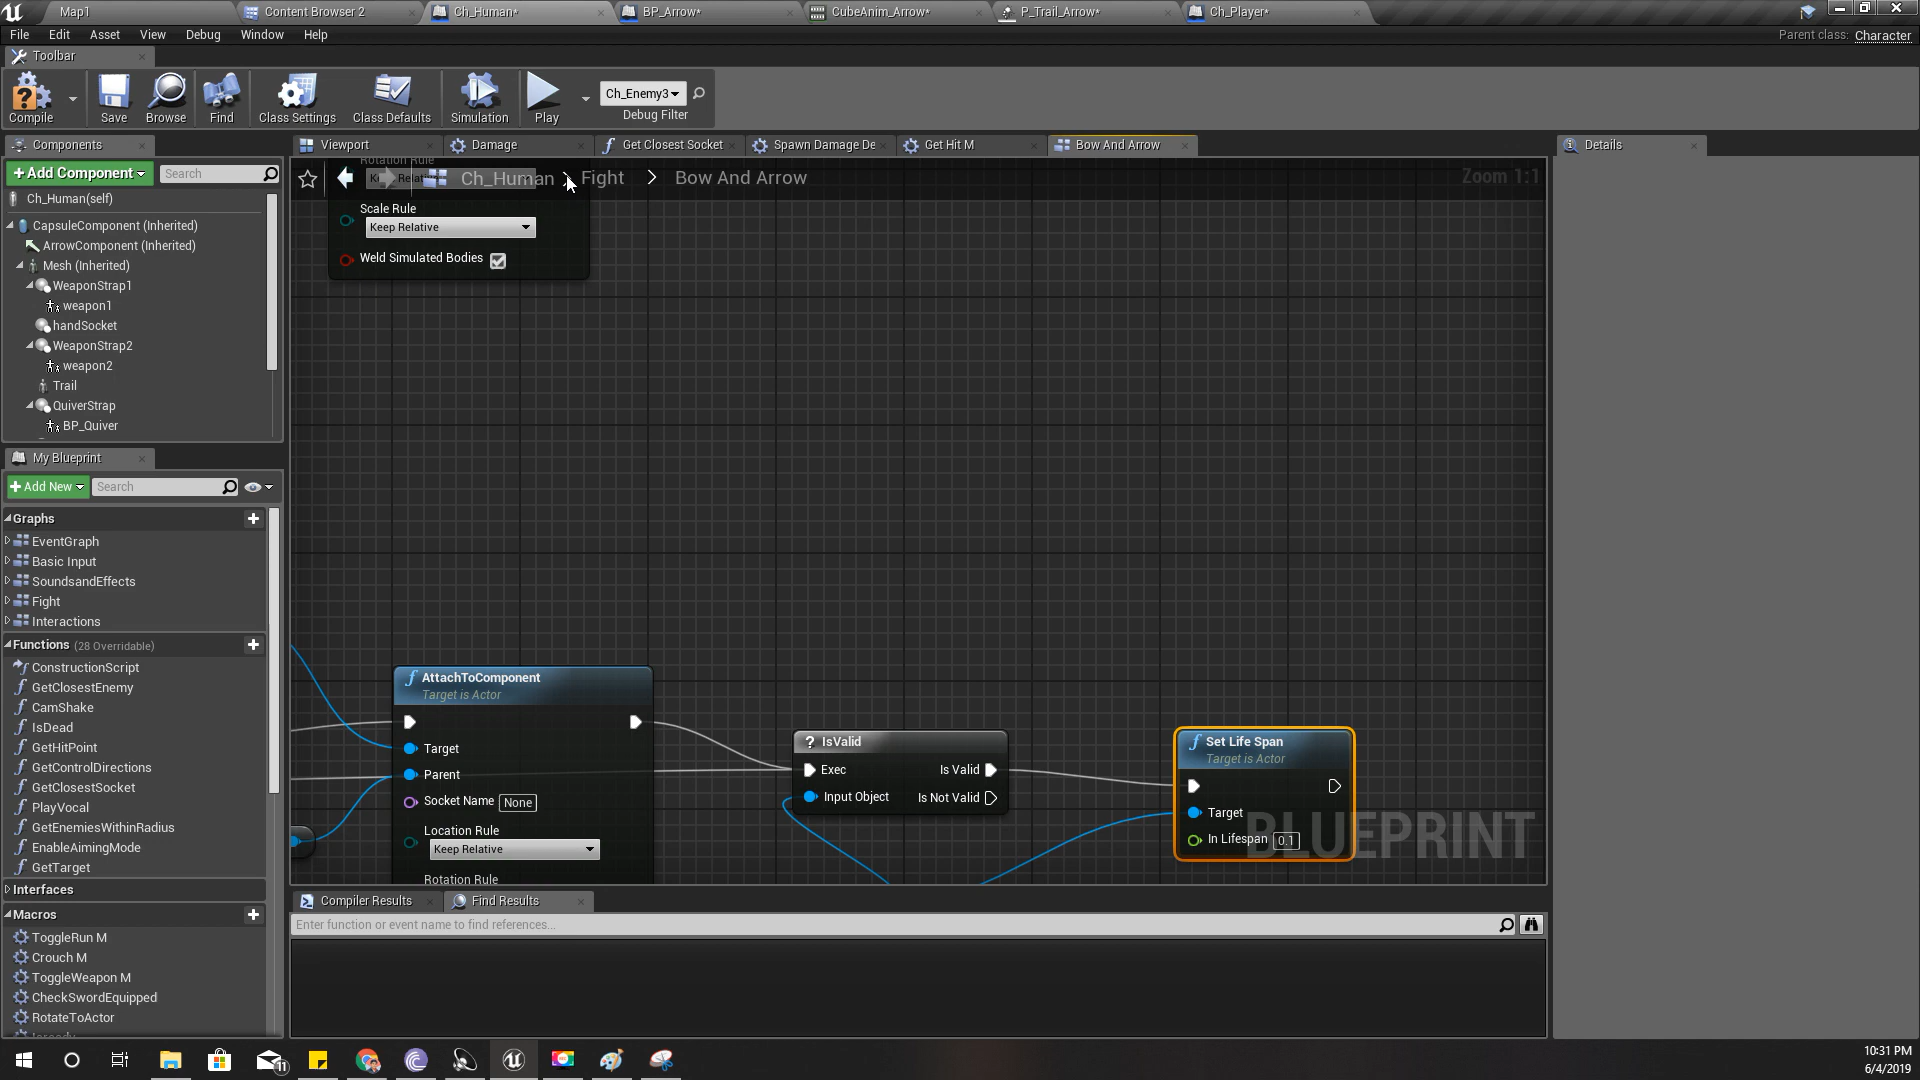 Map1
Content Browser 2
Ch_Human*
BP_Arrow*
CubeAnim_Arrow*
P_Trail_Arrow*
Ch_Player*
File Edit Asset View Debug Window Help
Parent class: Character
Toolbar
Compile
Save
Browse
Find
Class Settings
Class Defaults
Simulation
Play
Ch_Enemy3
Debug Filter
Components
+Add Component
Search
Ch_Human(self)
CapsuleComponent (Inherited)
ArrowComponent (Inherited)
Mesh (Inherited)
WeaponStrap1
weapon1
handSocket
WeaponStrap2
weapon2
Trail
QuiverStrap
BP_Quiver
My Blueprint
+Add New
Search
Graphs
EventGraph
Basic Input
SoundsandEffects
Fight
Interactions
Functions (28 Overridable)
ConstructionScript
GetClosestEnemy
CamShake
IsDead
GetHitPoint
GetControlDirections
GetClosestSocket
PlayVocal
GetEnemiesWithinRadius
EnableAimingMode
GetTarget
Interfaces
Macros
ToggleRun M
Crouch M
ToggleWeapon M
CheckSwordEquipped
RotateToActor
Viewport
Damage
Get Closest Socket
Spawn Damage De
Get Hit M
Bow And Arrow
Rotation Rule
Ch_Human > Fight > Bow And Arrow
Zoom 1:1
Scale Rule
Keep Relative
Weld Simulated Bodies
AttachToComponent
Target is Actor
Target
Parent
Socket Name None
Location Rule
Keep Relative
Rotation Rule
? IsValid
Exec Is Valid
Input Object Is Not Valid
Set Life Span
Target is Actor
Target
In Lifespan 0.1
BLUEPRINT
Compiler Results
Find Results
Enter function or event name to find references...
Details
11
10:31 PM
6/4/2019